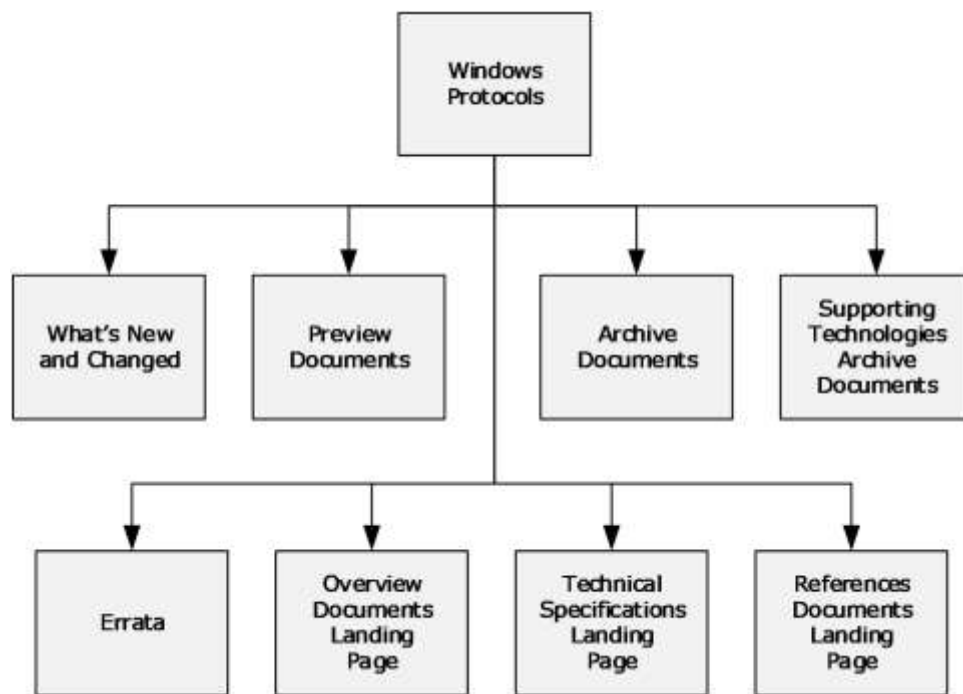 Windows
Protocols
What's New
and Changed
Preview
Documents
Archive
Documents
Supporting
Technologies
Archive
Documents
Errata
Overview
Documents
Landing
Page
Technical
Specifications
Landing
Page
References
Documents
Landing
Page